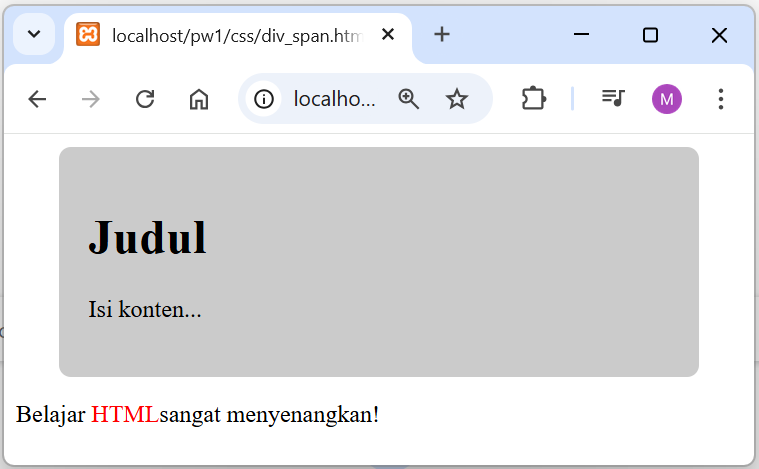 localhost/pw1/css/div_span.htm
localho...
M
Judul
Isi konten...
Belajar HTMLsangat menyenangkan!